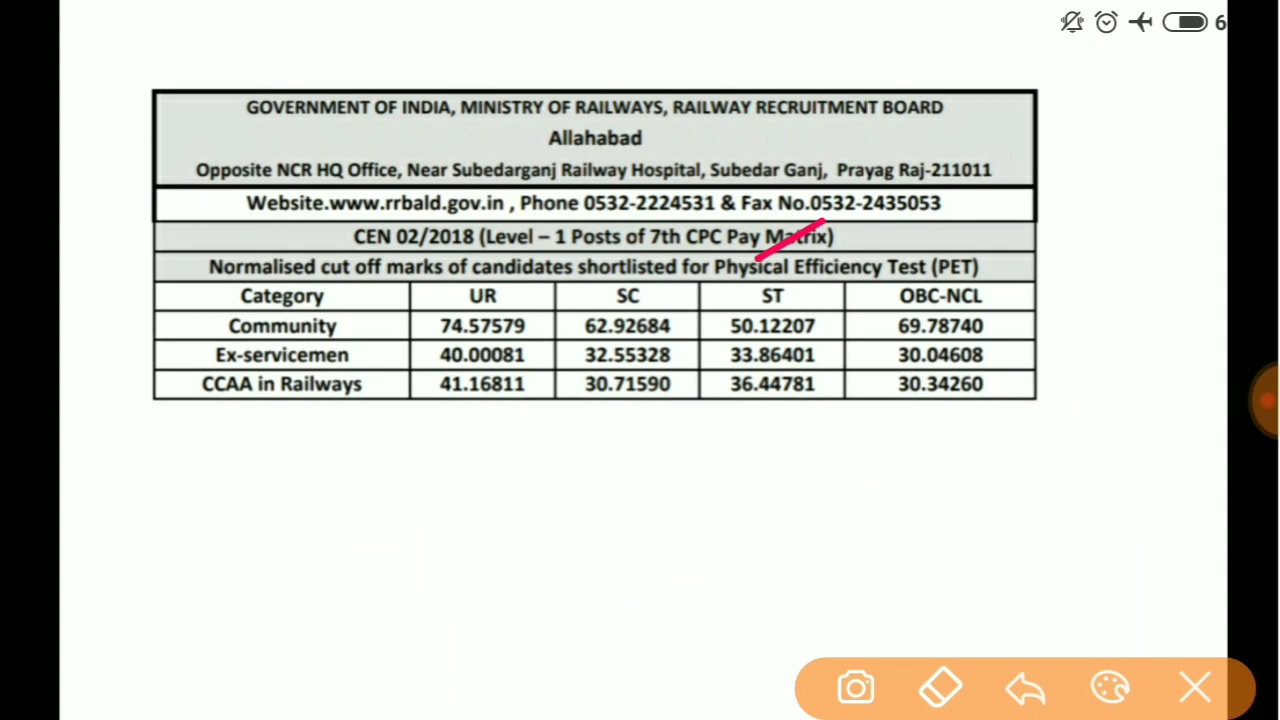 6
GOVERNMENT OF INDIA, MINISTRY OF RAILWAYS, RAILWAY RECRUITMENT BOARD
Allahabad
Opposite NCR HQ Office, Near Subedarganj Railway Hospital, Subedar Ganj, Prayag Raj-211011
Website.www.rrbald.gov.in , Phone 0532-2224531 & Fax No.0532-2435053
CEN 02/2018 (Level – 1 Posts of 7th CPC Pay Matrix)
Normalised cut off marks of candidates shortlisted for Physical Efficiency Test (PET)
Category UR SC ST OBC-NCL
Community 74.57579 62.92684 50.12207 69.78740
Ex-servicemen 40.00081 32.55328 33.86401 30.04608
CCAA in Railways 41.16811 30.71590 36.44781 30.34260